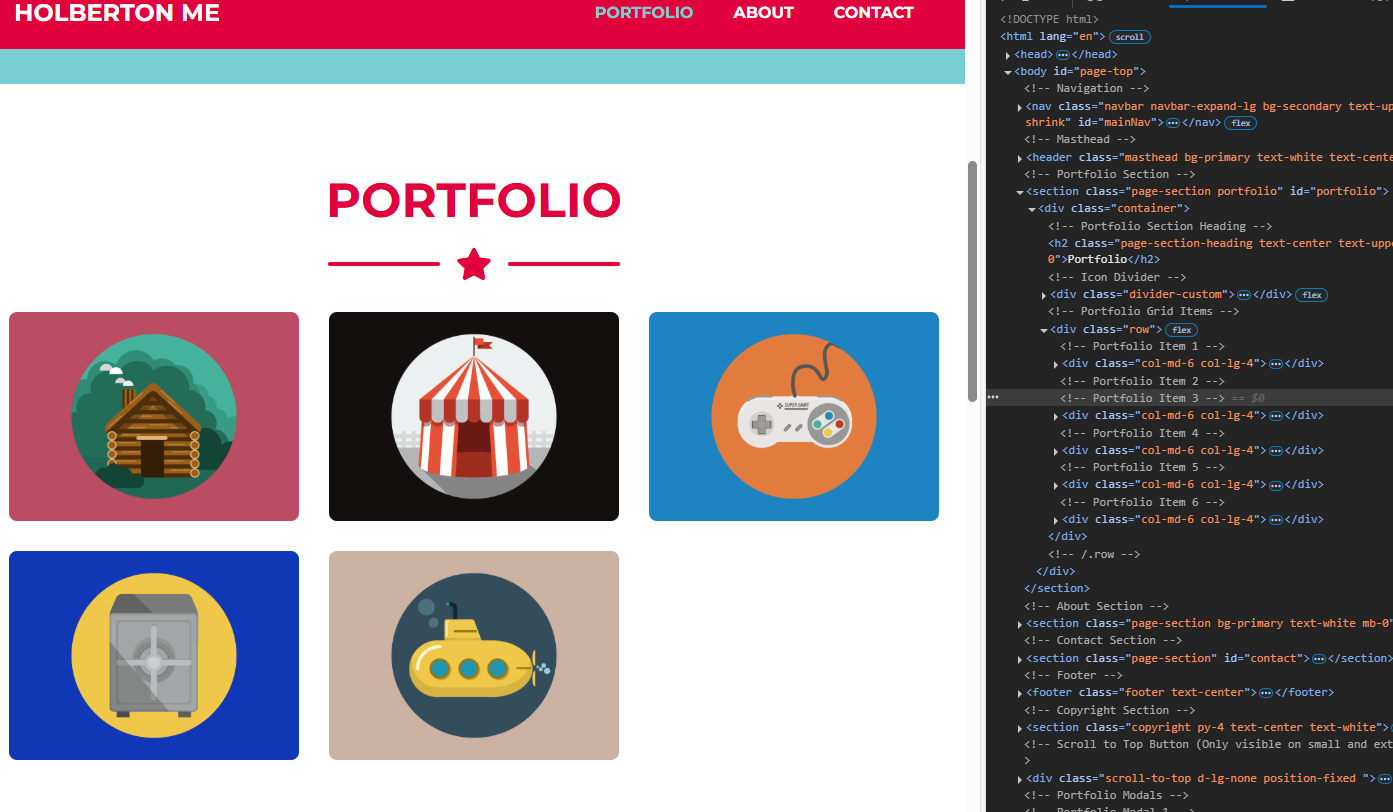 HOLBERTON ME
PORTFOLIO ABOUT CONTACT
PORTFOLIO
SUPER GAME
<!DOCTYPE html>
<html lang="en"> scroll
<head> ••• </head>
<body id="page-top">
<!-- Navigation -->
<nav class="navbar navbar-expand-lg bg-secondary text-up
shrink" id="mainNav"> ••• </nav> flex
<!-- Masthead -->
<header class="masthead bg-primary text-white text-cente
<!-- Portfolio Section -->
<section class="page-section portfolio" id="portfolio">
<div class="container">
<!-- Portfolio Section Heading -->
<h2 class="page-section-heading text-center text-uppe
0">Portfolio</h2>
<!-- Icon Divider -->
<div class="divider-custom"> ••• </div> flex
<!-- Portfolio Grid Items -->
<div class="row"> flex
<!-- Portfolio Item 1 -->
<div class="col-md-6 col-lg-4"> ••• </div>
<!-- Portfolio Item 2 -->
••• <!-- Portfolio Item 3 --> == $0
<div class="col-md-6 col-lg-4"> ••• </div>
<!-- Portfolio Item 4 -->
<div class="col-md-6 col-lg-4"> ••• </div>
<!-- Portfolio Item 5 -->
<div class="col-md-6 col-lg-4"> ••• </div>
<!-- Portfolio Item 6 -->
<div class="col-md-6 col-lg-4"> ••• </div>
</div>
<!-- /.row -->
</div>
</section>
<!-- About Section -->
<section class="page-section bg-primary text-white mb-0"
<!-- Contact Section -->
<section class="page-section" id="contact"> ••• </section>
<!-- Footer -->
<footer class="footer text-center"> ••• </footer>
<!-- Copyright Section -->
<section class="copyright py-4 text-center text-white">
<!-- Scroll to Top Button (Only visible on small and ext
>
<div class="scroll-to-top d-lg-none position-fixed "> •••
<!-- Portfolio Modals -->
<!-- Portfolio Modal 1 -->